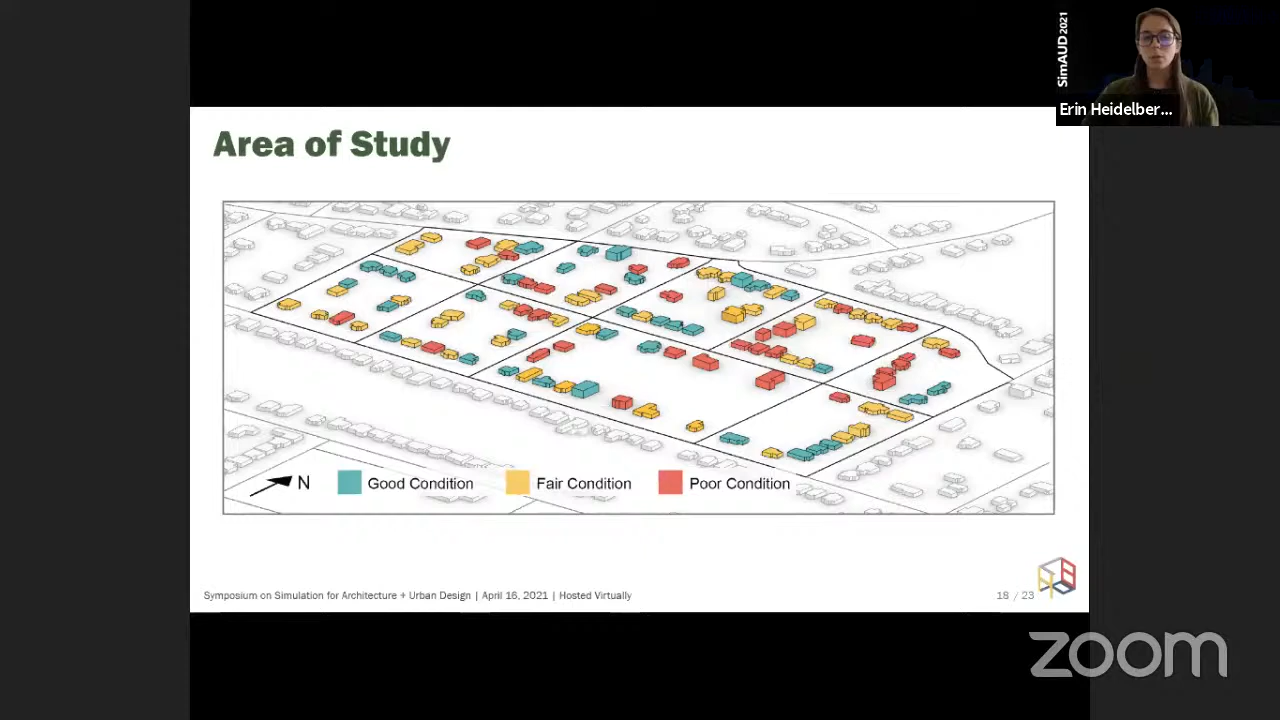 SimAUD 2021
Erin Heidelber...
Area of Study
N
Good Condition
Fair Condition
Poor Condition
Symposium on Simulation for Architecture + Urban Design | April 16, 2021 | Hosted Virtually
18 / 23
zoom